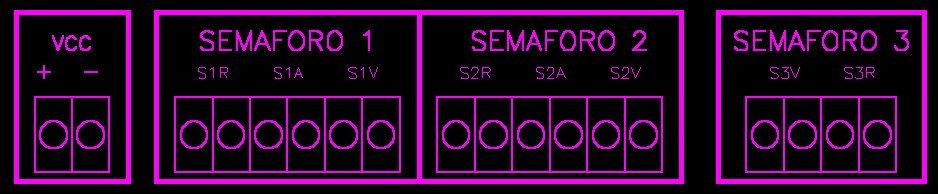 vcc
+ −
SEMAFORO 1
S1R S1A S1V
SEMAFORO 2
S2R S2A S2V
SEMAFORO 3
S3V S3R